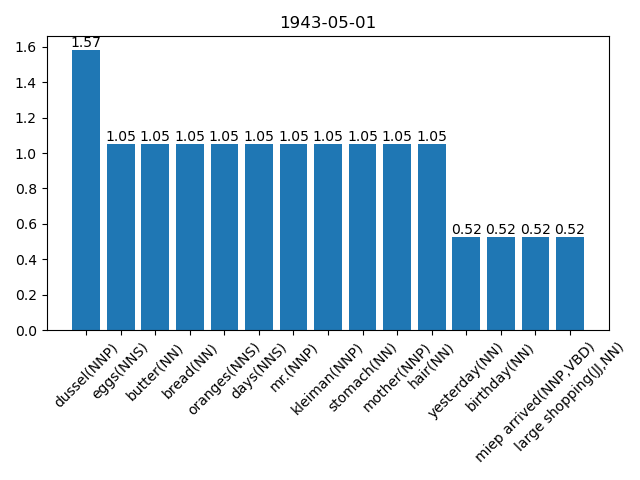 1943-05-01
1.6
1.4
1.2
1.0
0.8
0.6
0.4
0.2
0.0
1.57
1.05
1.05
1.05
1.05
1.05
1.05
1.05
1.05
1.05
1.05
0.52
0.52
0.52
0.52
dussel(NNP)
eggs(NNS)
butter(NN)
bread(NN)
oranges(NNS)
days(NNS)
mr.(NNP)
kleiman(NNP)
stomach(NN)
mother(NNP)
hair(NN)
yesterday(NN)
birthday(NN)
miep arrived(NNP,VBD)
large shopping(JJ,NN)